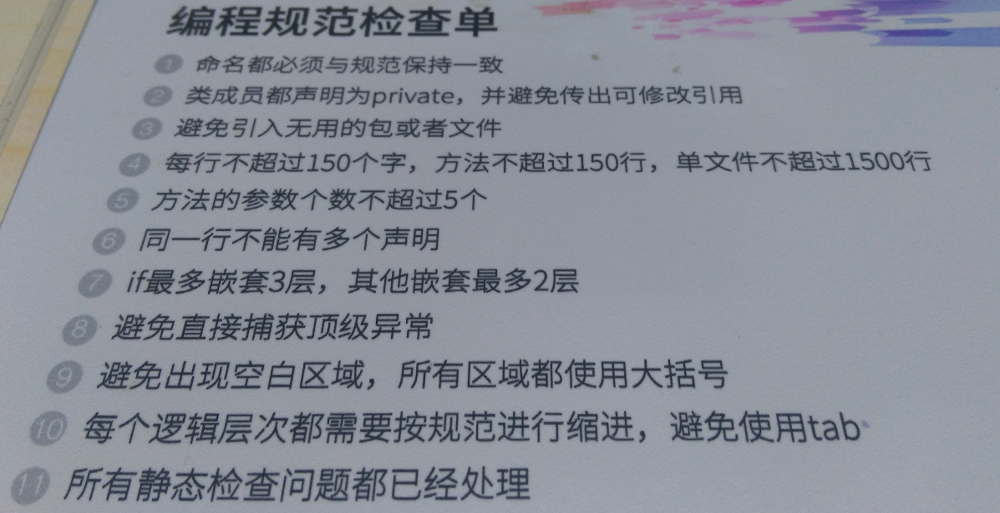 编程规范检查单
1 命名都必须与规范保持一致
2 类成员都声明为private，并避免传出可修改引用
3 避免引入无用的包或者文件
4 每行不超过150个字，方法不超过150行，单文件不超过1500行
5 方法的参数个数不超过5个
6 同一行不能有多个声明
7 if最多嵌套3层，其他嵌套最多2层
8 避免直接捕获顶级异常
9 避免出现空白区域，所有区域都使用大括号
10 每个逻辑层次都需要按规范进行缩进，避免使用tab
11 所有静态检查问题都已经处理